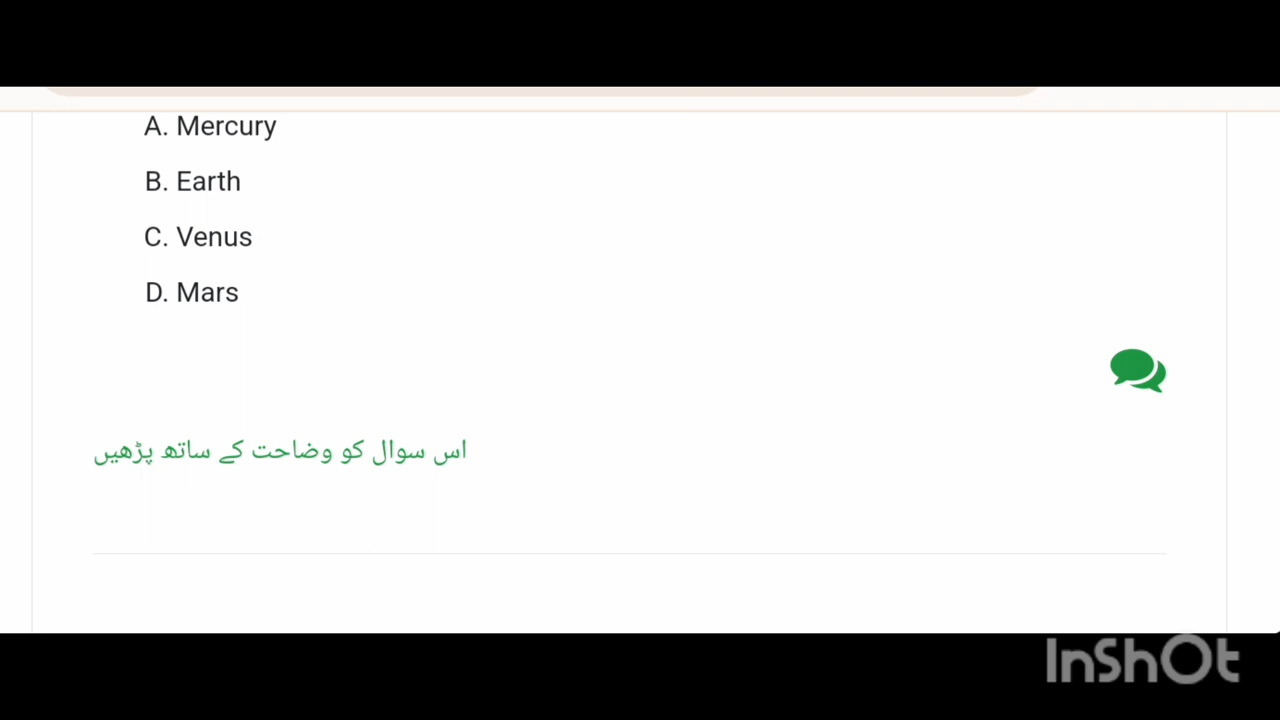 A. Mercury
B. Earth
C. Venus
D. Mars
اس سوال کو وضاحت کے ساتھ پڑھیں
InShOt